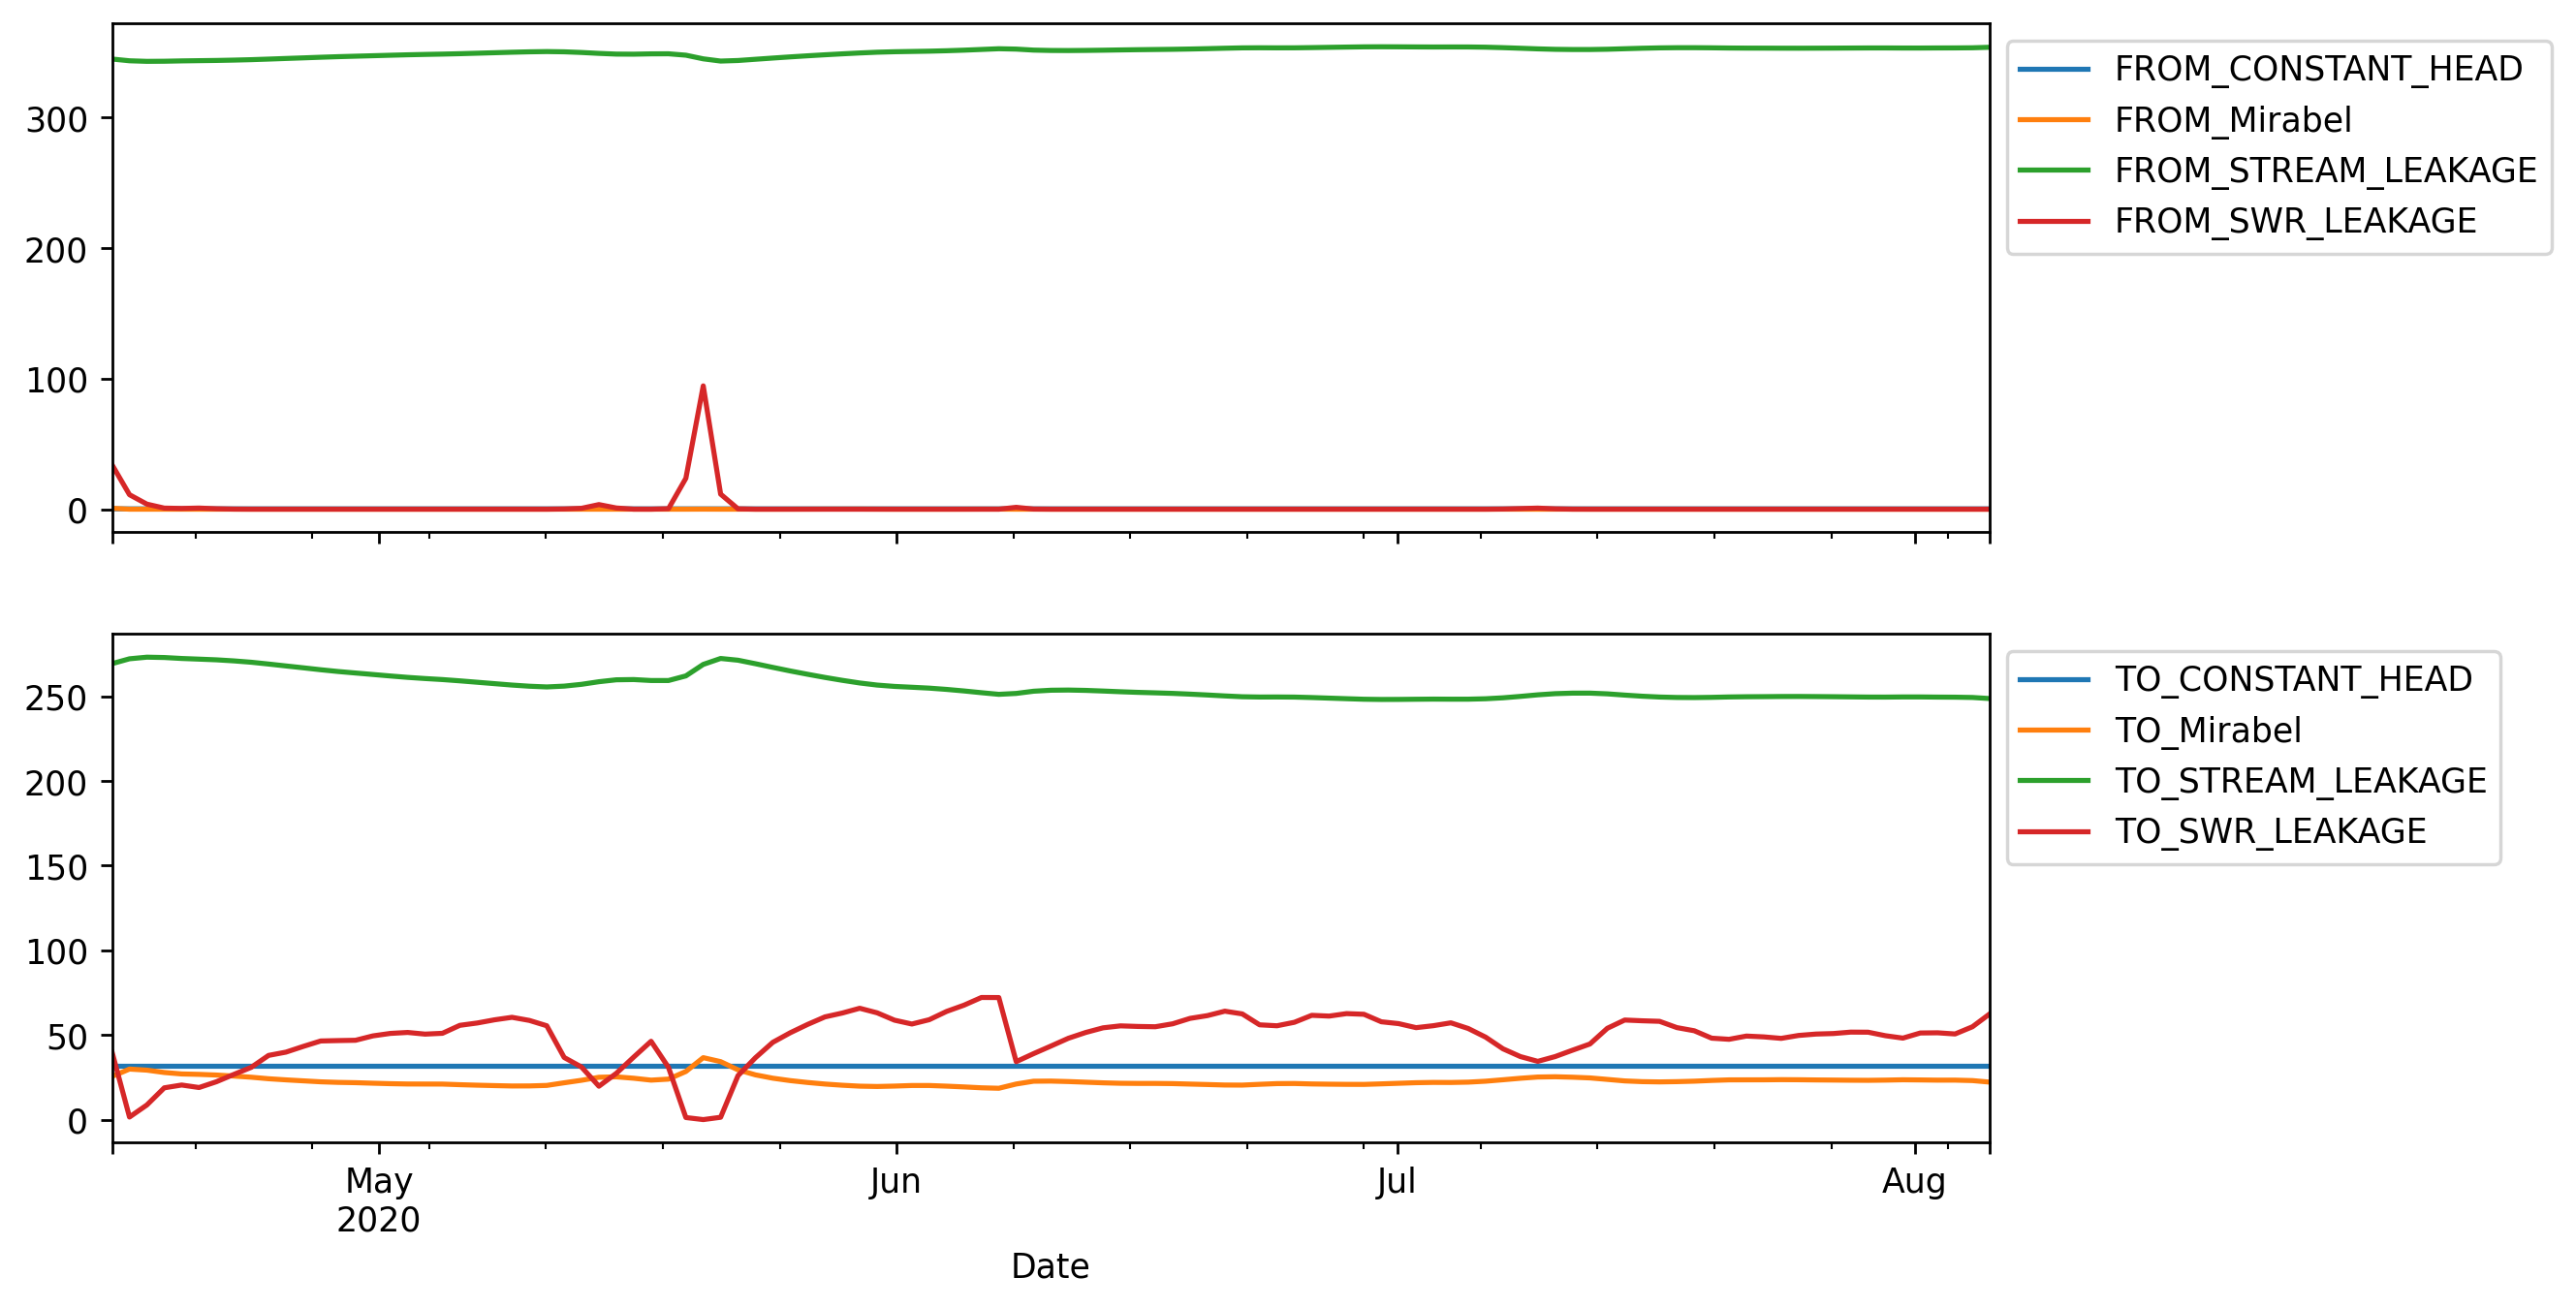 300
200
100
0
FROM_CONSTANT_HEAD
FROM_Mirabel
FROM_STREAM_LEAKAGE
FROM_SWR_LEAKAGE
250
200
150
100
50
0
TO_CONSTANT_HEAD
TO_Mirabel
TO_STREAM_LEAKAGE
TO_SWR_LEAKAGE
May Jun Jul Aug
2020
Date